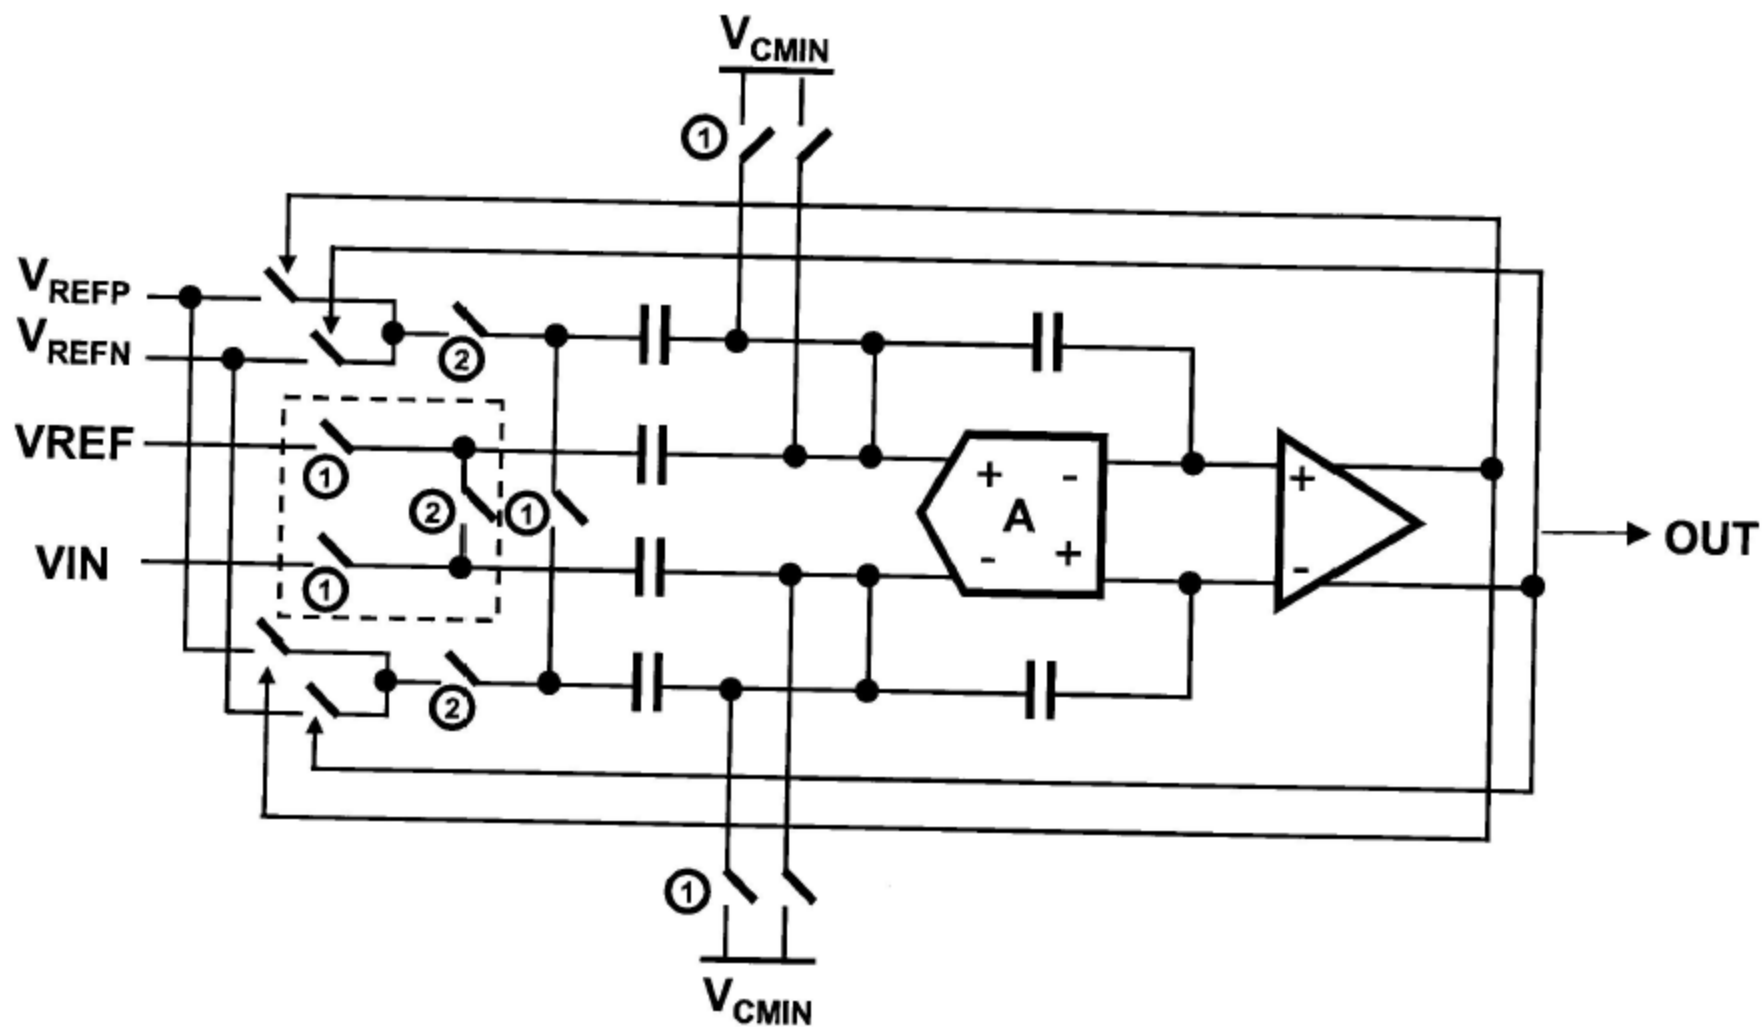 VCMIN
①
VREFP
VREFN
②
VREF
①
②
①
+
-
A
-
+
+
-
OUT
VIN
①
②
①
VCMIN